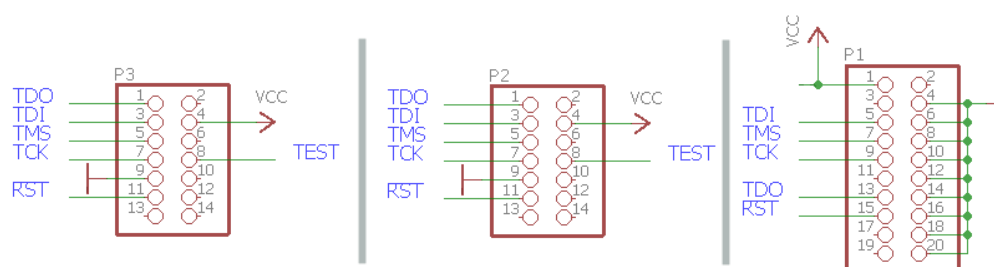 P3
TDO
TDI
TMS
TCK
RST
1 2
3 4
5 6
7 8
9 10
11 12
13 14
VCC
TEST
P2
TDO
TDI
TMS
TCK
RST
1 2
3 4
5 6
7 8
9 10
11 12
13 14
VCC
TEST
VCC
P1
TDI
TMS
TCK
TDO
RST
1 2
3 4
5 6
7 8
9 10
11 12
13 14
15 16
17 18
19 20